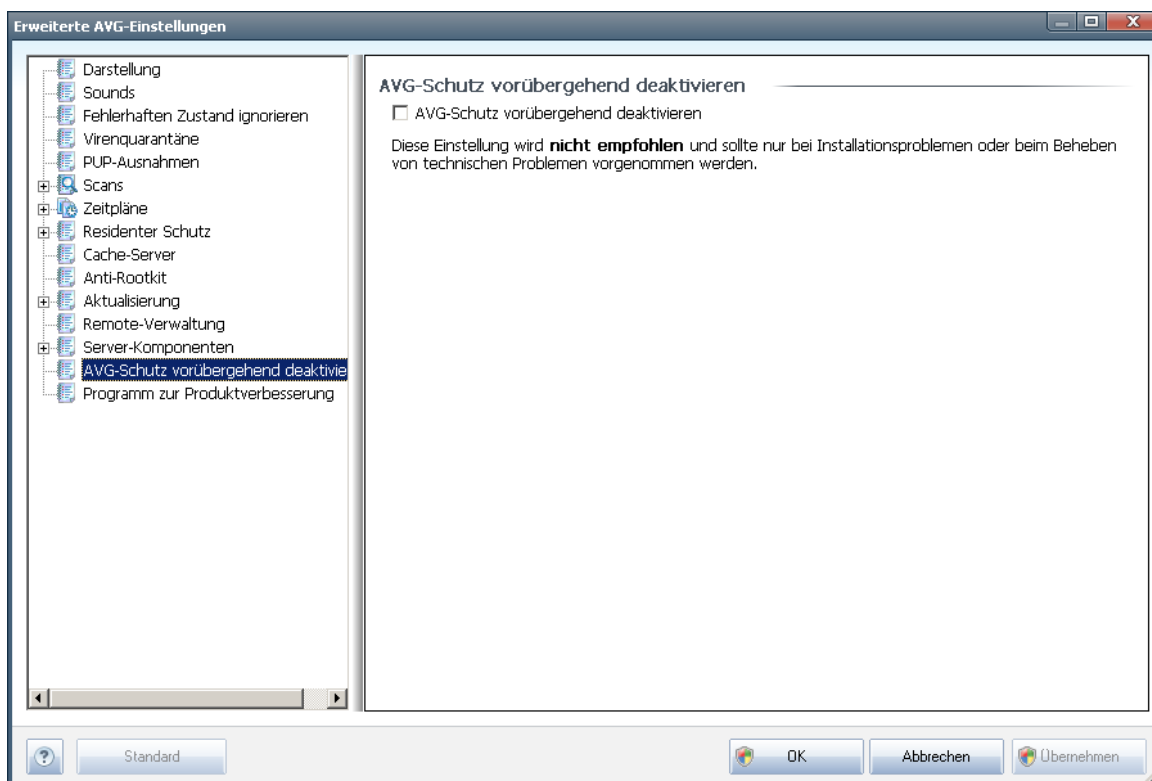 Erweiterte AVG-Einstellungen
Darstellung
Sounds
Fehlerhaften Zustand ignorieren
Virenquarantäne
PUP-Ausnahmen
Scans
Zeitpläne
Residenter Schutz
Cache-Server
Anti-Rootkit
Aktualisierung
Remote-Verwaltung
Server-Komponenten
AVG-Schutz vorübergehend deaktivie
Programm zur Produktverbesserung
AVG-Schutz vorübergehend deaktivieren
AVG-Schutz vorübergehend deaktivieren
Diese Einstellung wird nicht empfohlen und sollte nur bei Installationsproblemen oder beim Beheben
von technischen Problemen vorgenommen werden.
?
Standard
OK
Abbrechen
Übernehmen